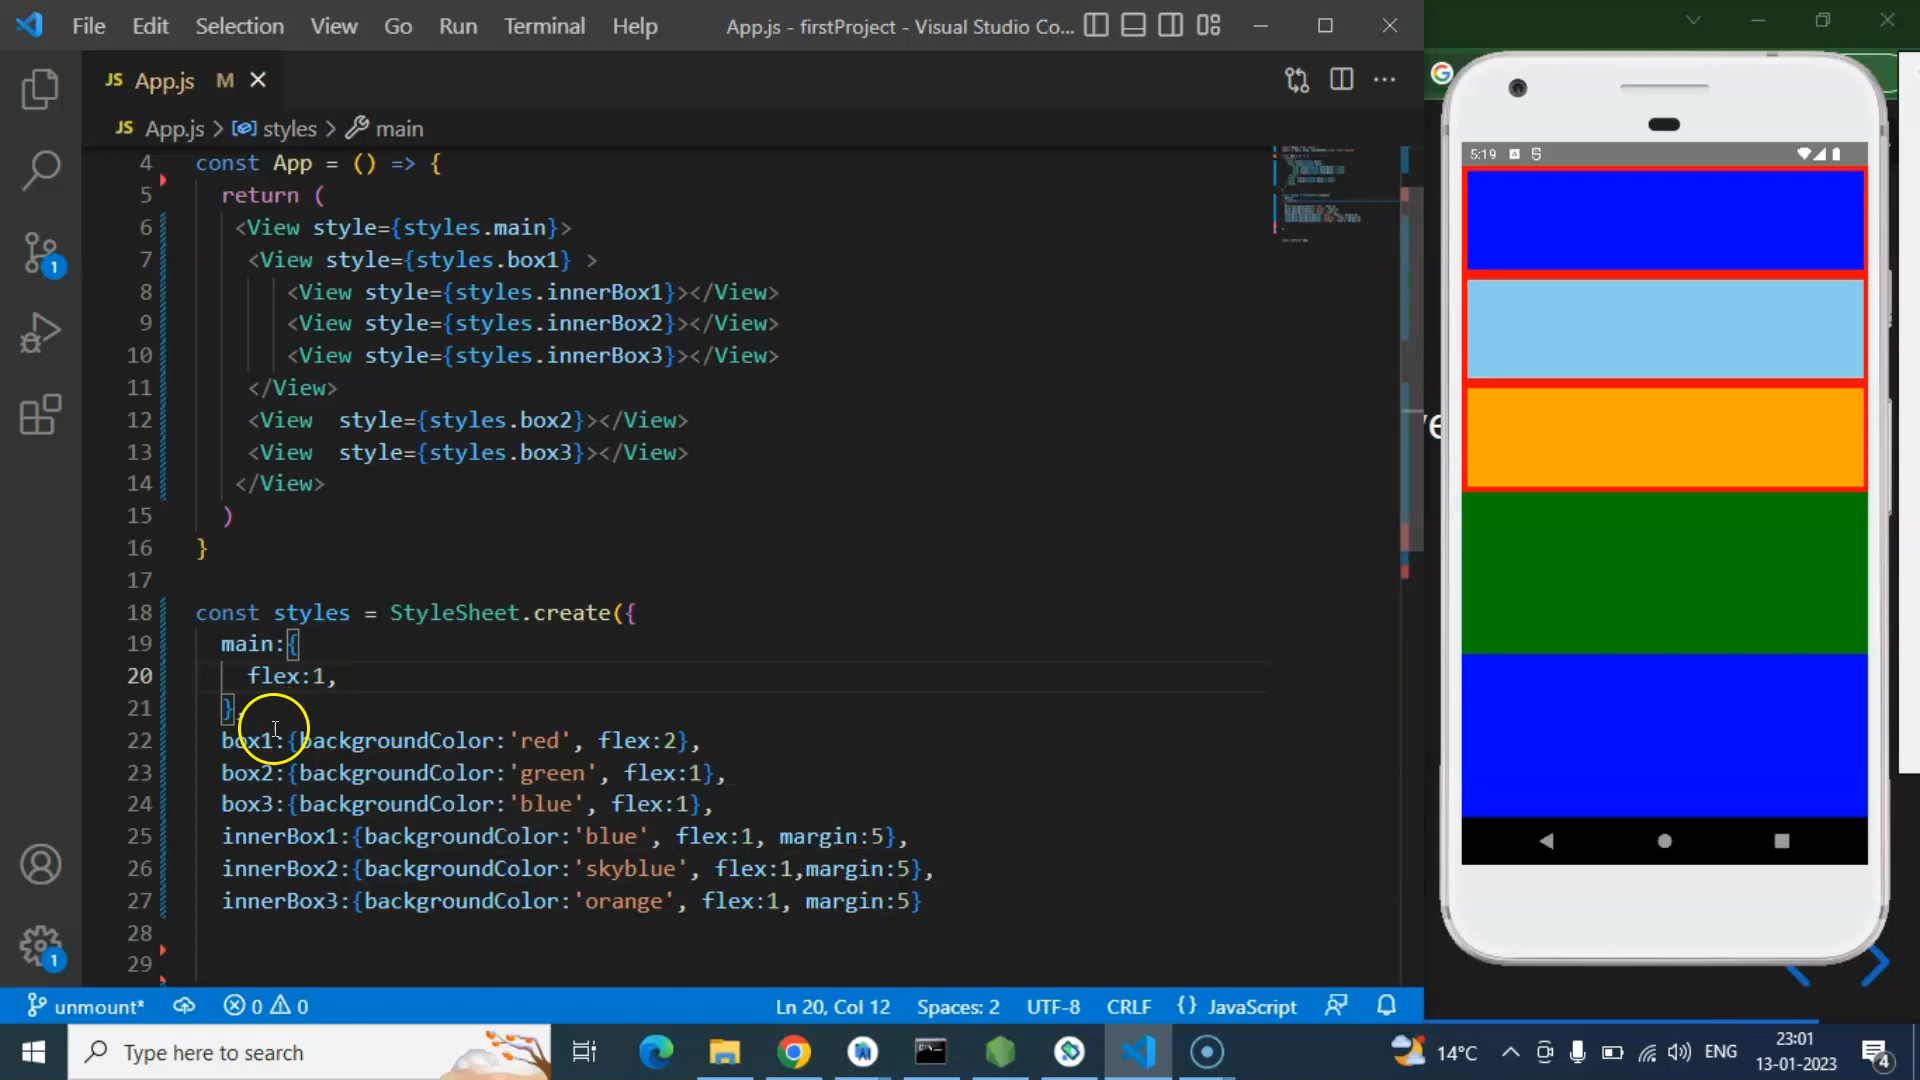 File Edit Selection View Go Run Terminal Help App.js - firstProject - Visual Studio Co...
JS App.js M
JS App.js > styles > main
4 const App = () => {
5 return (
6 <View style={styles.main}>
7 <View style={styles.box1} >
8 <View style={styles.innerBox1}></View>
9 <View style={styles.innerBox2}></View>
10 <View style={styles.innerBox3}></View>
11 </View>
12 <View  style={styles.box2}></View>
13 <View  style={styles.box3}></View>
14 </View>
15 )
16 }
17
18 const styles = StyleSheet.create({
19 main:{
20 flex:1,
21 },
22 box1:{backgroundColor:'red', flex:2},
23 box2:{backgroundColor:'green', flex:1},
24 box3:{backgroundColor:'blue', flex:1},
25 innerBox1:{backgroundColor:'blue', flex:1, margin:5},
26 innerBox2:{backgroundColor:'skyblue', flex:1,margin:5},
27 innerBox3:{backgroundColor:'orange', flex:1, margin:5}
28
29
5:19
1
1
unmount* 0 0 Ln 20, Col 12 Spaces: 2 UTF-8 CRLF {} JavaScript
Type here to search
14°C ENG
23:01
13-01-2023
4